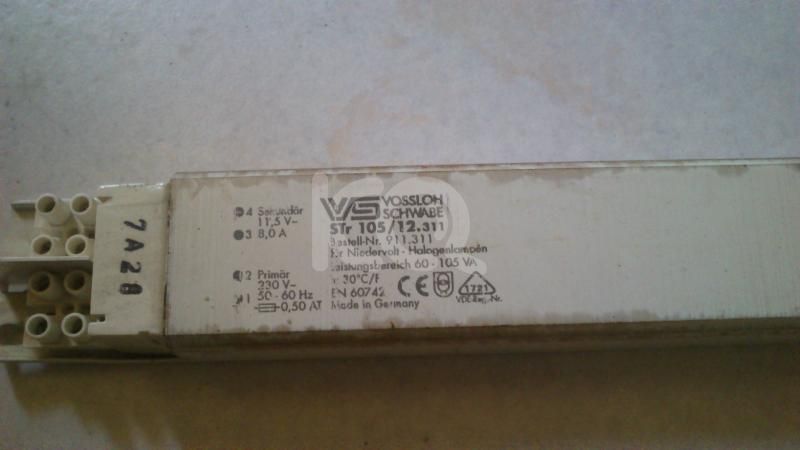 7A28
4 Sekundär
11,5 V~
3 8,0 A
2 Primär
230 V~
1 50-60 Hz
0,50 AT
VS VOSSLOH
SCHWABE
STr 105/12.311
Bestell-Nr. 911.311
für Niedervolt - Halogenlampen
Leistungsbereich 60 - 105 VA
30°C/F
EN 60742
Made in Germany
CE
1721
VDE-Reg.-Nr.